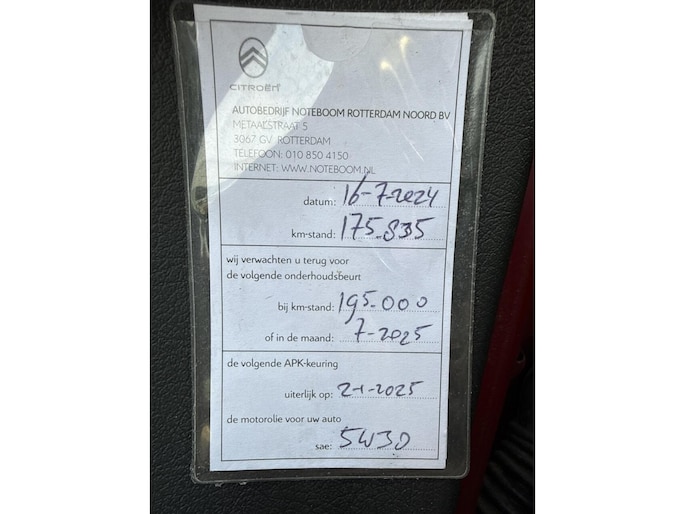 CITROËN
AUTOBEDRIJF NOTEBOOM ROTTERDAM NOORD BV
METAALSTRAAT 5
3067 GV ROTTERDAM
TELEFOON: 010 850 4150
INTERNET: WWW.NOTEBOOM.NL
datum: 16-7-2024
km-stand: 175.835
wij verwachten u terug voor
de volgende onderhoudsbeurt
bij km-stand: 195.000
of in de maand: 7-2025
de volgende APK-keuring
uiterlijk op: 2-1-2025
de motorolie voor uw auto
sae: 5W30